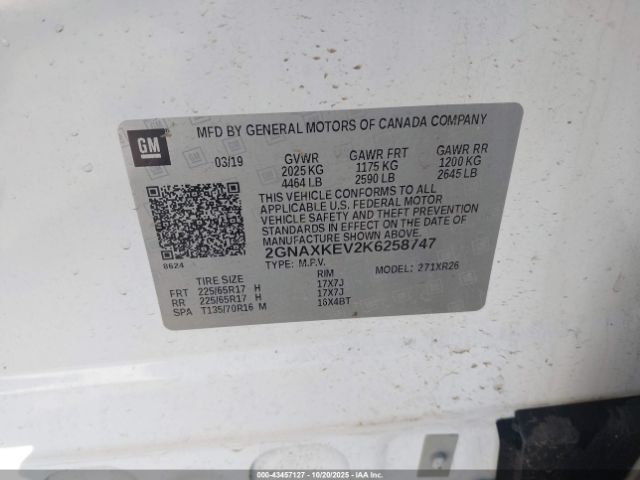 GM
MFD BY GENERAL MOTORS OF CANADA COMPANY
03/19 GVWR GAWR FRT GAWR RR
2025 KG 1175 KG 1200 KG
4464 LB 2590 LB 2645 LB
THIS VEHICLE CONFORMS TO ALL
APPLICABLE U.S. FEDERAL MOTOR
VEHICLE SAFETY AND THEFT PREVENTION
STANDARDS IN EFFECT ON THE DATE OF
MANUFACTURE SHOWN ABOVE.
2GNAXKEV2K6258747
8624 TYPE: M.P.V. MODEL: 271XR26
TIRE SIZE RIM
FRT 225/65R17 H 17X7J
RR 225/65R17 H 17X7J
SPA T135/70R16 M 16X4BT
000-43457127 - 10/20/2025 - IAAI.COM